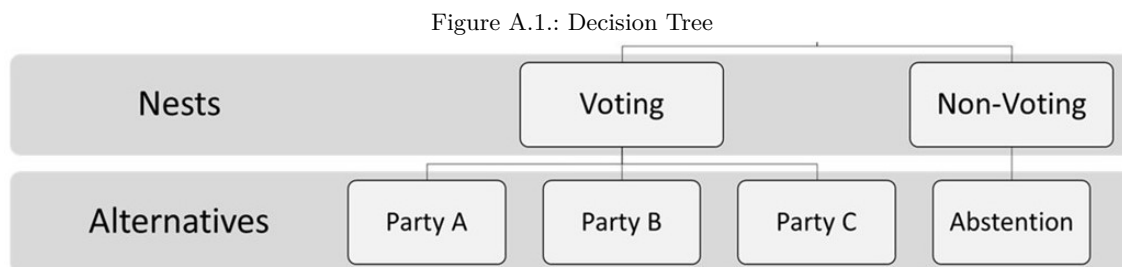 Figure A.1.: Decision Tree
Nests Voting Non-Voting
Alternatives Party A Party B Party C Abstention